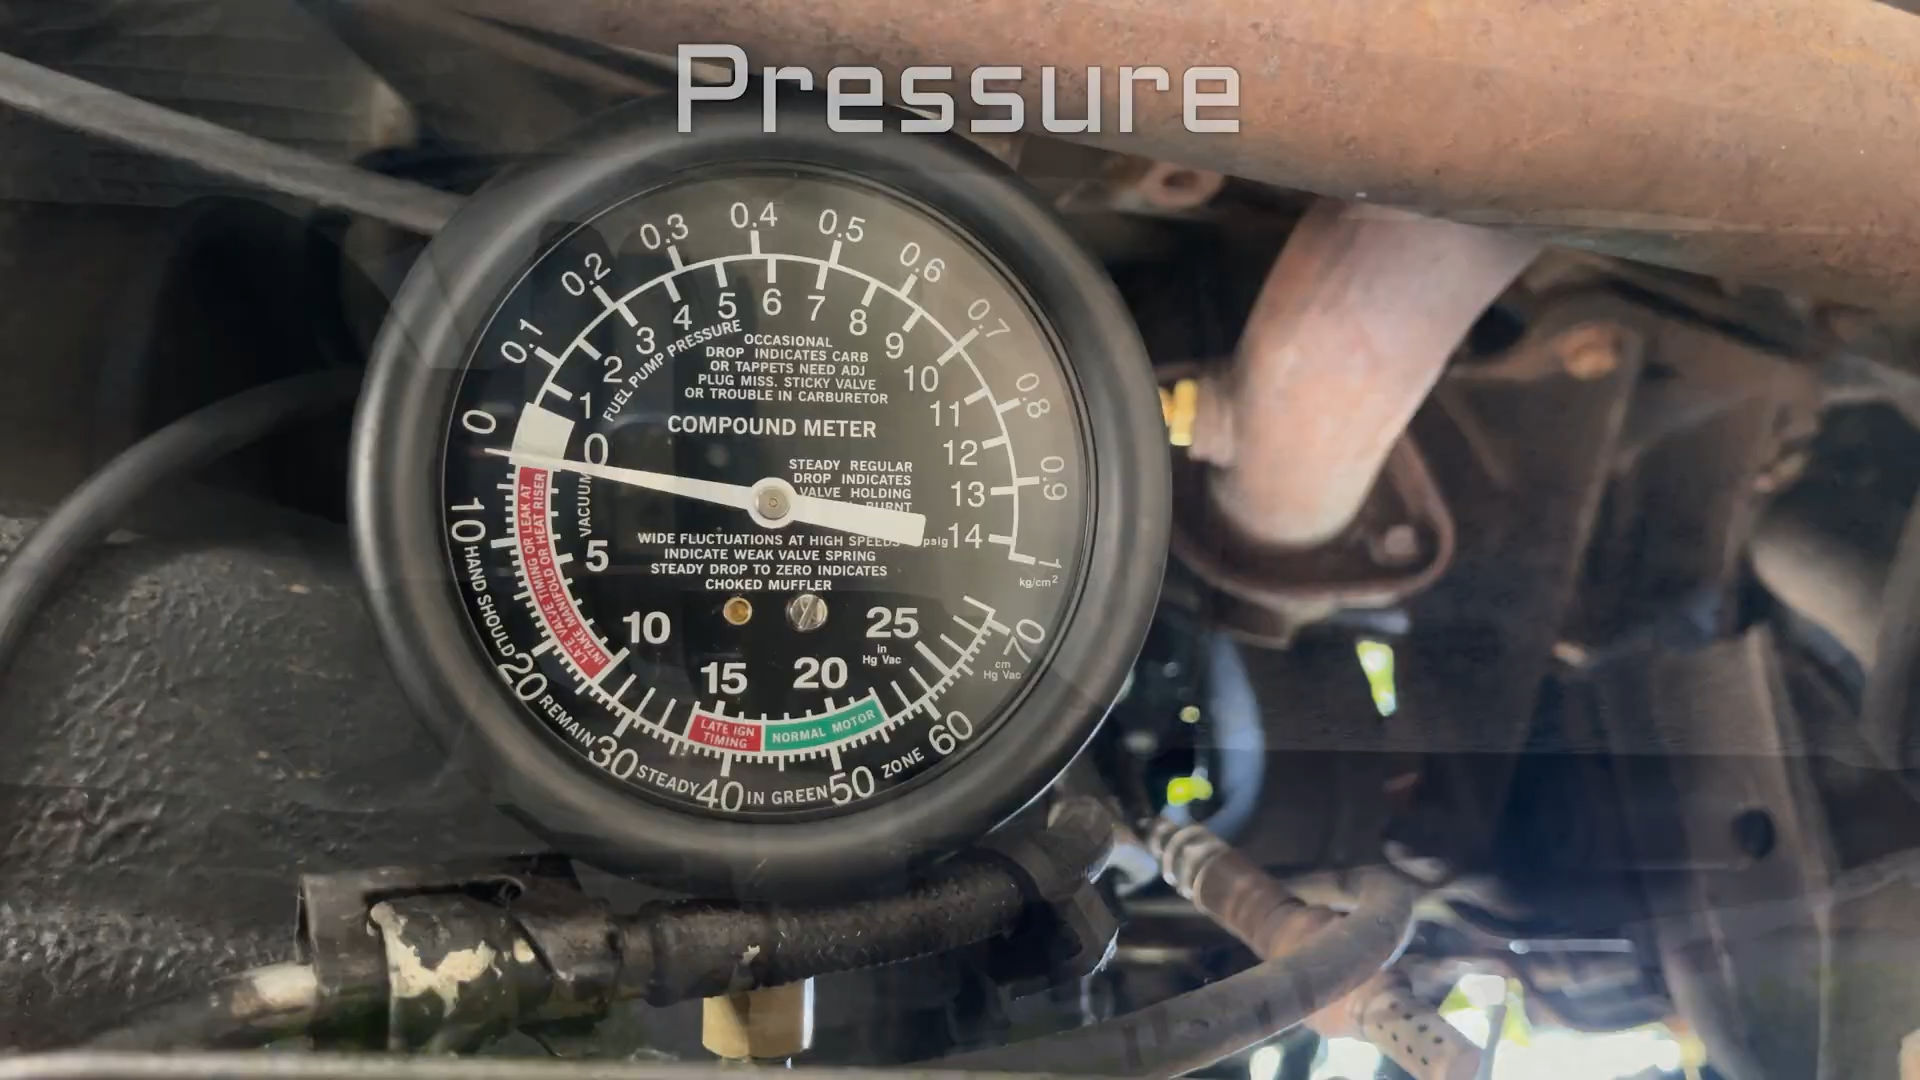 Pressure
0 0.1 0.2 0.3 0.4 0.5 0.6 0.7 0.8 0.9 1
kg/cm²
0 1 2 3 4 5 6 7 8 9 10 11 12 13 14
psig
FUEL PUMP PRESSURE
OCCASIONAL
DROP INDICATES CARB
OR TAPPETS NEED ADJ
PLUG MISS. STICKY VALVE
OR TROUBLE IN CARBURETOR
COMPOUND METER
STEADY REGULAR
DROP INDICATES
VALVE HOLDING
BURNT
VACUUM
WIDE FLUCTUATIONS AT HIGH SPEEDS
INDICATE WEAK VALVE SPRING
STEADY DROP TO ZERO INDICATES
CHOKED MUFFLER
5 10 15 20 25
in
Hg Vac
LATE VALVE TIMING OR LEAK AT
INTAKE MANIFOLD OR HEAT RISER
LATE IGN
TIMING
NORMAL MOTOR
10 20 30 40 50 60 70
cm
Hg Vac
HAND SHOULD REMAIN STEADY IN GREEN ZONE